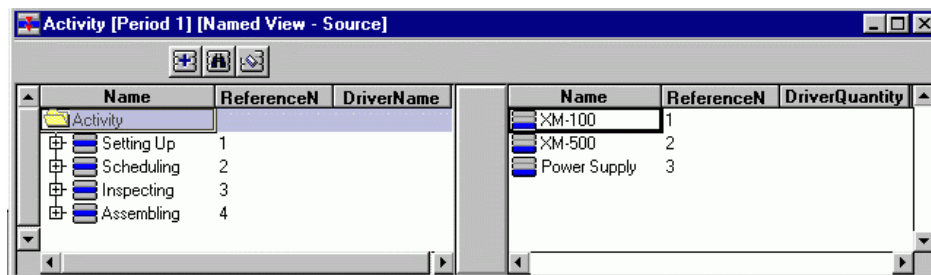 Activity [Period 1] [Named View - Source]
Name ReferenceN DriverName Name ReferenceN DriverQuantity
Activity XM-100 1
Setting Up 1 XM-500 2
Scheduling 2 Power Supply 3
Inspecting 3
Assembling 4